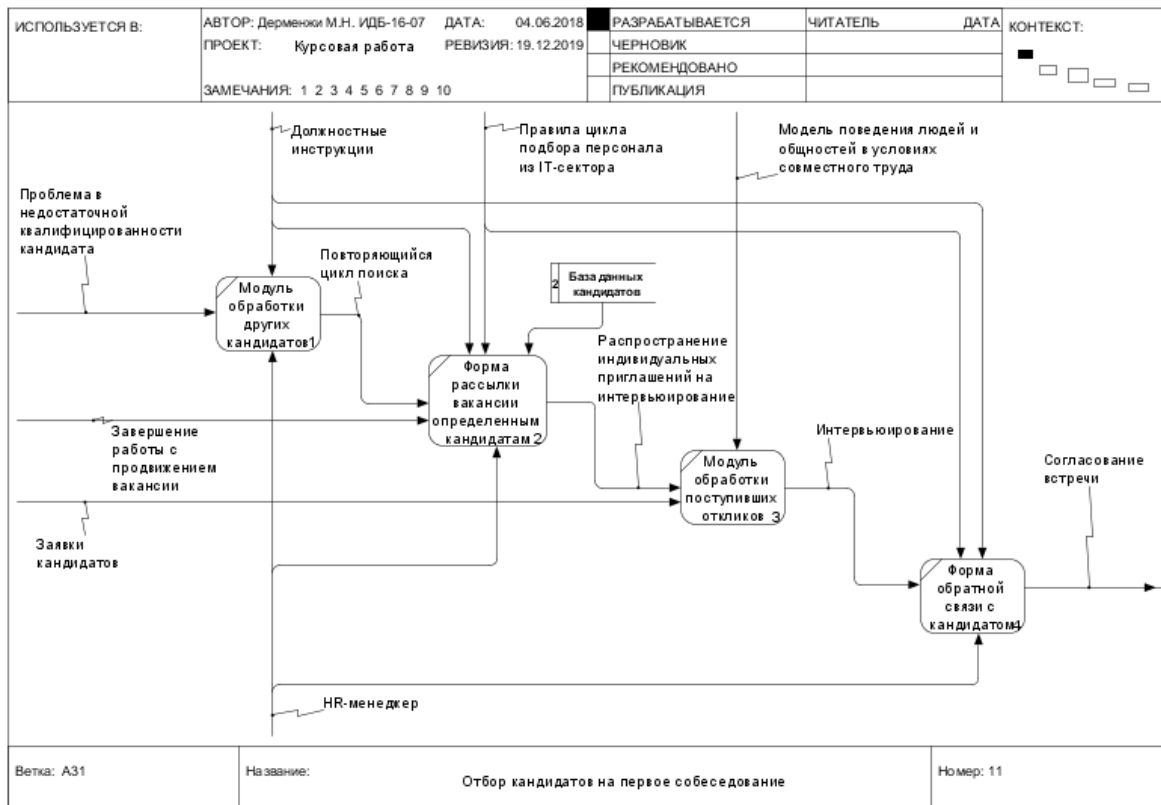 ИСПОЛЬЗУЕТСЯ В:
АВТОР: Дерменжи М.Н. ИДБ-16-07
ДАТА: 04.06.2018
ПРОЕКТ: Курсовая работа
РЕВИЗИЯ: 19.12.2019
ЗАМЕЧАНИЯ: 1 2 3 4 5 6 7 8 9 10
РАЗРАБАТЫВАЕТСЯ
ЧЕРНОВИК
РЕКОМЕНДОВАНО
ПУБЛИКАЦИЯ
ЧИТАТЕЛЬ
ДАТА
КОНТЕКСТ:
Должностные
инструкции
Правила цикла
подбора персонала
из IT-сектора
Модель поведения людей и
общностей в условиях
совместного труда
Проблема в
недостаточной
квалифицированности
кандидата
Повторяющийся
цикл поиска
Модуль
обработки
других
кандидатов1
2
База данных
кандидатов
Распространение
индивидуальных
приглашений на
интервьюирование
Форма
рассылки
вакансии
определенным
кандидатам 2
Завершение
работы с
продвижением
вакансии
Интервьюирование
Модуль
обработки
поступивших
откликов 3
Согласование
встречи
Заявки
кандидатов
Форма
обратной
связи с
кандидатом4
HR-менеджер
Ветка: A31
Название:
Отбор кандидатов на первое собеседование
Номер: 11